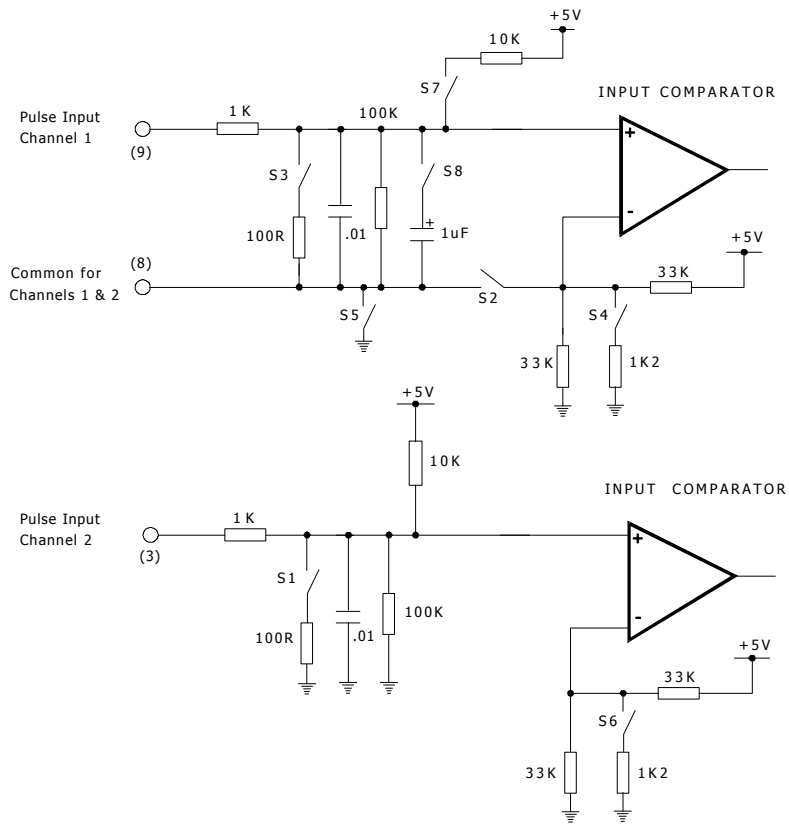 +5V
10K
S7
INPUT COMPARATOR
Pulse Input
Channel 1
(9)
1K
100K
+
S3
S8
100R
.01
+
1uF
-
+5V
Common for
Channels 1 & 2
(8)
33K
S2
S5
S4
33K
1K2
+5V
10K
INPUT COMPARATOR
Pulse Input
Channel 2
(3)
1K
+
S1
100R
.01
100K
-
+5V
33K
S6
33K
1K2